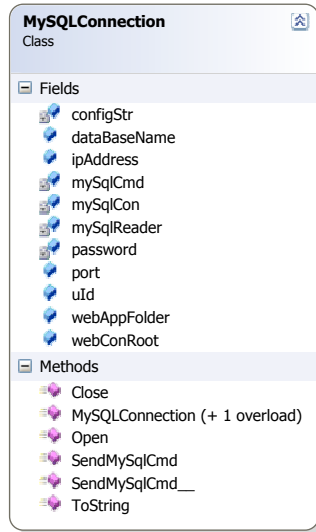 MySQLConnection
Class
Fields
configStr
dataBaseName
ipAddress
mySqlCmd
mySqlCon
mySqlReader
password
port
uId
webAppFolder
webConRoot
Methods
Close
MySQLConnection (+ 1 overload)
Open
SendMySqlCmd
SendMySqlCmd__
ToString